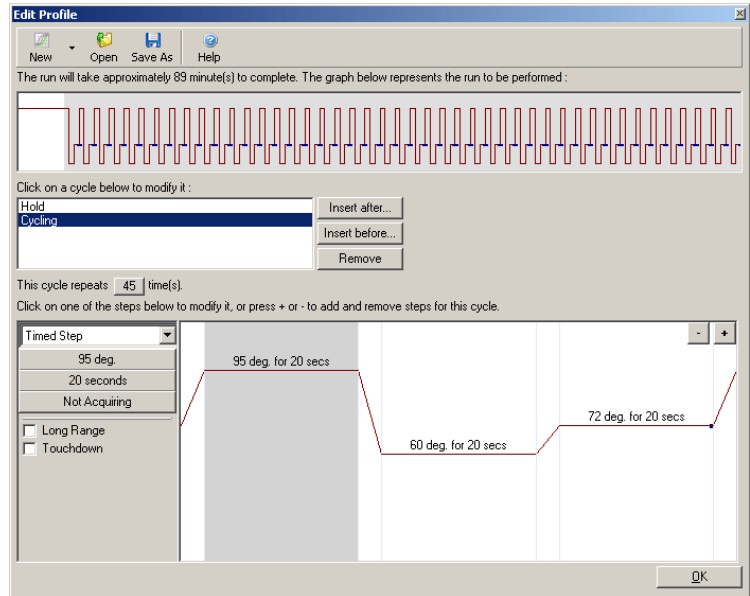 Edit Profile
New Open Save As Help
The run will take approximately 89 minute(s) to complete. The graph below represents the run to be performed :
Click on a cycle below to modify it :
Hold
Cycling
Insert after...
Insert before...
Remove
This cycle repeats 45 time(s).
Click on one of the steps below to modify it, or press + or - to add and remove steps for this cycle.
Timed Step
- +
95 deg.
20 seconds
Not Acquiring
Long Range
Touchdown
95 deg. for 20 secs
60 deg. for 20 secs
72 deg. for 20 secs
OK